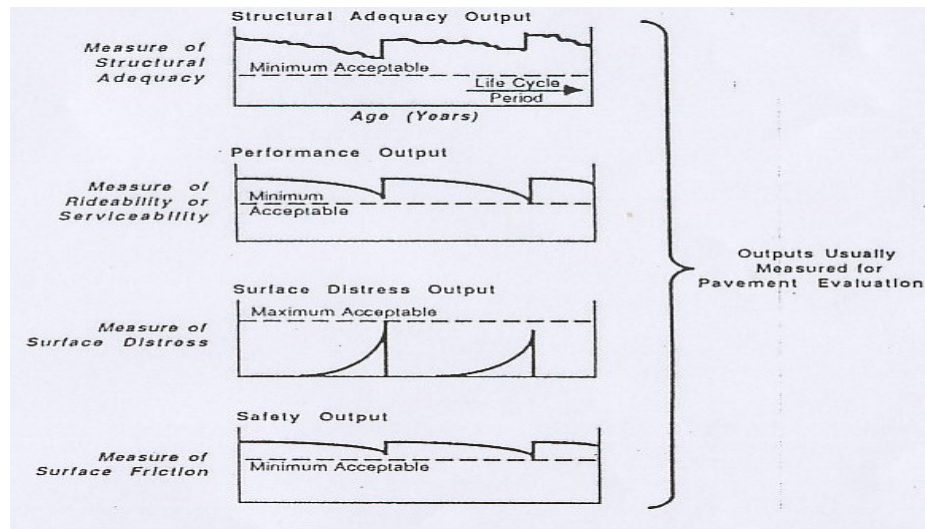 Structural Adequacy Output
Measure of
Structural
Adequacy
Minimum Acceptable
Life Cycle
Period
Age (Years)
Performance Output
Measure of
Rideability or
Serviceability
Minimum
Acceptable
Outputs Usually
Measured for
Pavement Evaluation
Surface Distress Output
Maximum Acceptable
Measure of
Surface Distress
Safety Output
Measure of
Surface Friction
Minimum Acceptable